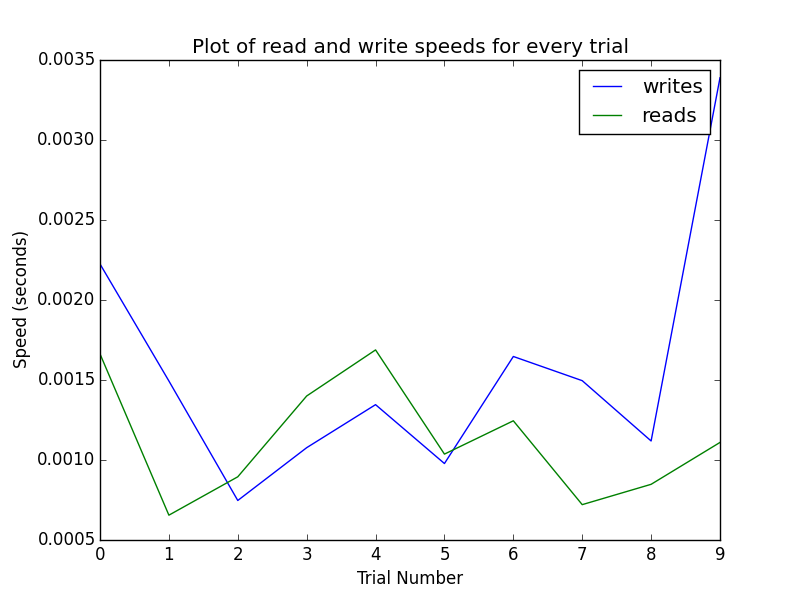 Plot of read and write speeds for every trial
writes
reads
0.0035
0.0030
0.0025
0.0020
0.0015
0.0010
0.0005
Speed (seconds)
0 1 2 3 4 5 6 7 8 9
Trial Number